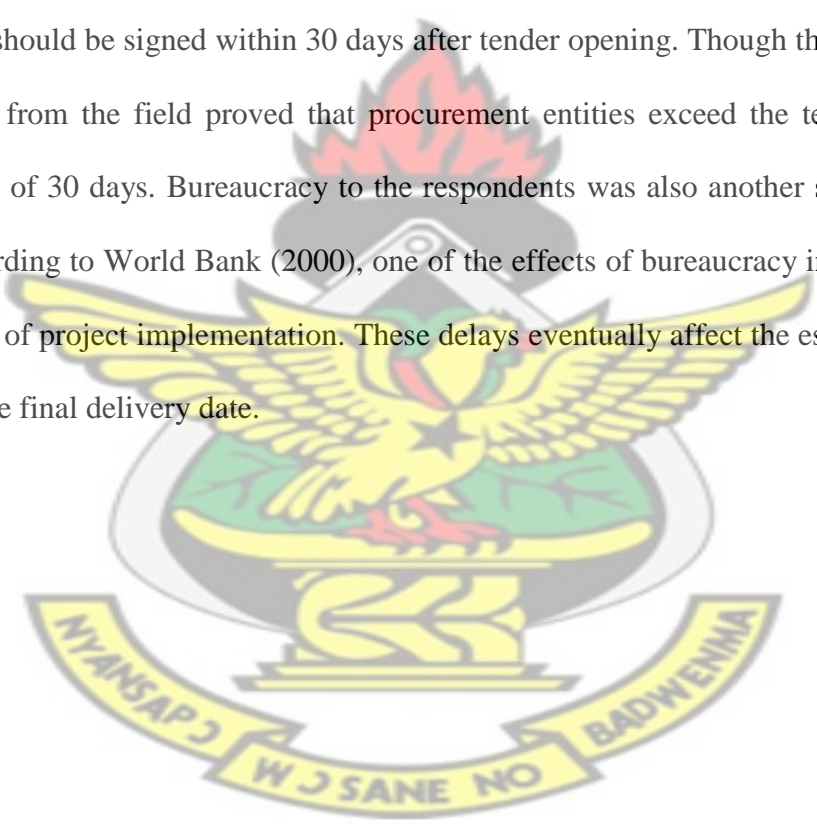 should be signed within 30 days after tender opening. Though th
from the field proved that procurement entities exceed the te
of 30 days. Bureaucracy to the respondents was also another s
rding to World Bank (2000), one of the effects of bureaucracy i
of project implementation. These delays eventually affect the es
e final delivery date.
NYANSAPƆ
WƆSANE NO
BADWENMA